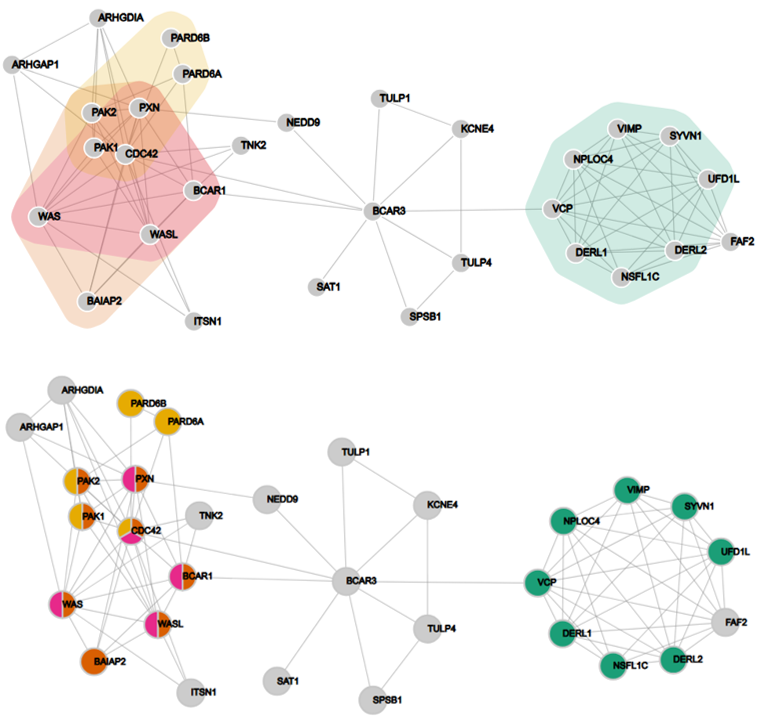 ARHGDIA
PARD6B
ARHGAP1
PARD6A
TULP1
PAK2
PXN
NEDD9
KCNE4
VIMP
SYVN1
PAK1
CDC42
TNK2
NPLOC4
UFD1L
BCAR1
WAS
BCAR3
VCP
WASL
FAF2
DERL1
DERL2
TULP4
NSFL1C
SAT1
BAIAP2
ITSN1
SPSB1
ARHGDIA
PARD6B
PARD6A
ARHGAP1
TULP1
PAK2
PXN
NEDD9
KCNE4
VIMP
SYVN1
PAK1
CDC42
TNK2
NPLOC4
UFD1L
BCAR1
BCAR3
VCP
WAS
WASL
TULP4
FAF2
DERL1
BAIAP2
DERL2
NSFL1C
SAT1
ITSN1
SPSB1